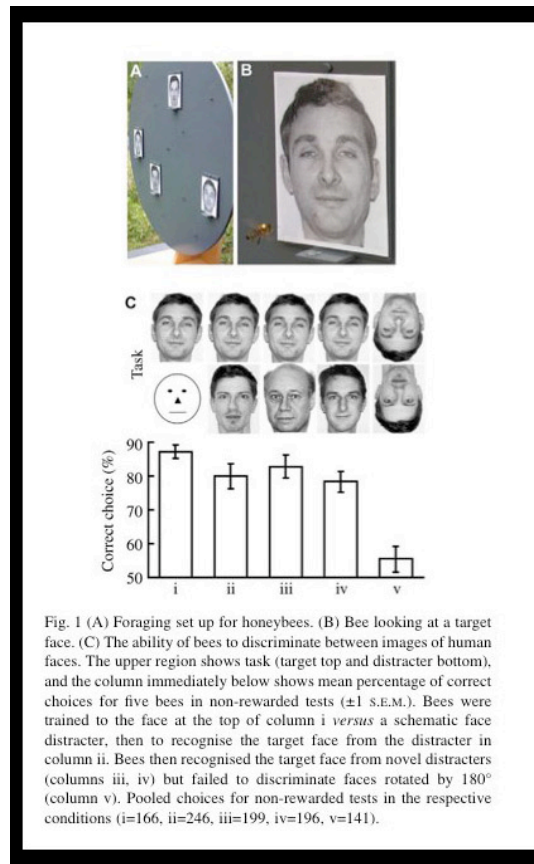 A
B
C
Task
Correct choice (%)
90
80
70
60
50
i
ii
iii
iv
v
Fig. 1 (A) Foraging set up for honeybees. (B) Bee looking at a target
face. (C) The ability of bees to discriminate between images of human
faces. The upper region shows task (target top and distracter bottom),
and the column immediately below shows mean percentage of correct
choices for five bees in non-rewarded tests (±1 S.E.M.). Bees were
trained to the face at the top of column i versus a schematic face
distracter, then to recognise the target face from the distracter in
column ii. Bees then recognised the target face from novel distracters
(columns iii, iv) but failed to discriminate faces rotated by 180°
(column v). Pooled choices for non-rewarded tests in the respective
conditions (i=166, ii=246, iii=199, iv=196, v=141).